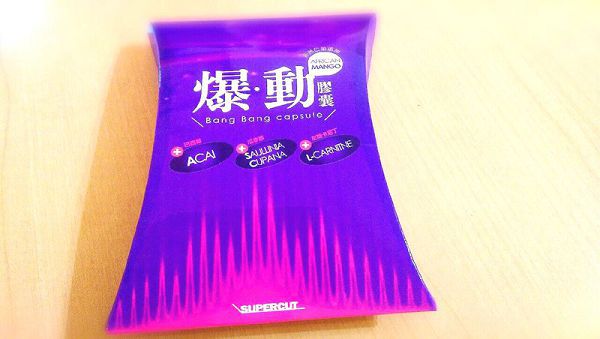 AFRICAN
MANGO
爆·動膠囊
Bang Bang capsule
ACAI
SAULLINIA
CUPANA
L-CARNITINE
SUPERCUT